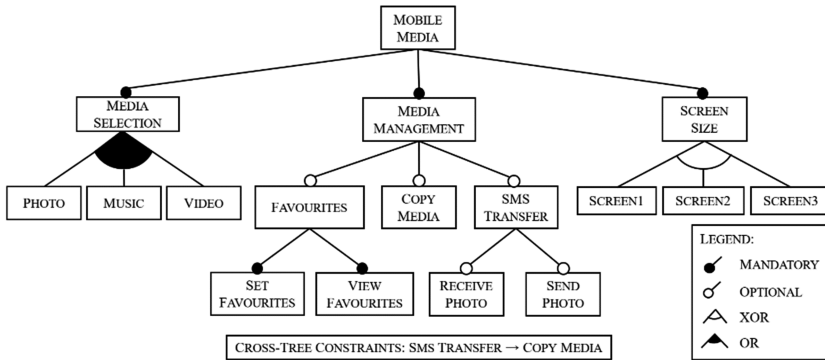 MOBILE
MEDIA
MEDIA
SELECTION
MEDIA
MANAGEMENT
SCREEN
SIZE
PHOTO
MUSIC
VIDEO
FAVOURITES
COPY
MEDIA
SMS
TRANSFER
SCREEN1
SCREEN2
SCREEN3
SET
FAVOURITES
VIEW
FAVOURITES
RECEIVE
PHOTO
SEND
PHOTO
LEGEND:
MANDATORY
OPTIONAL
XOR
OR
CROSS-TREE CONSTRAINTS: SMS TRANSFER → COPY MEDIA